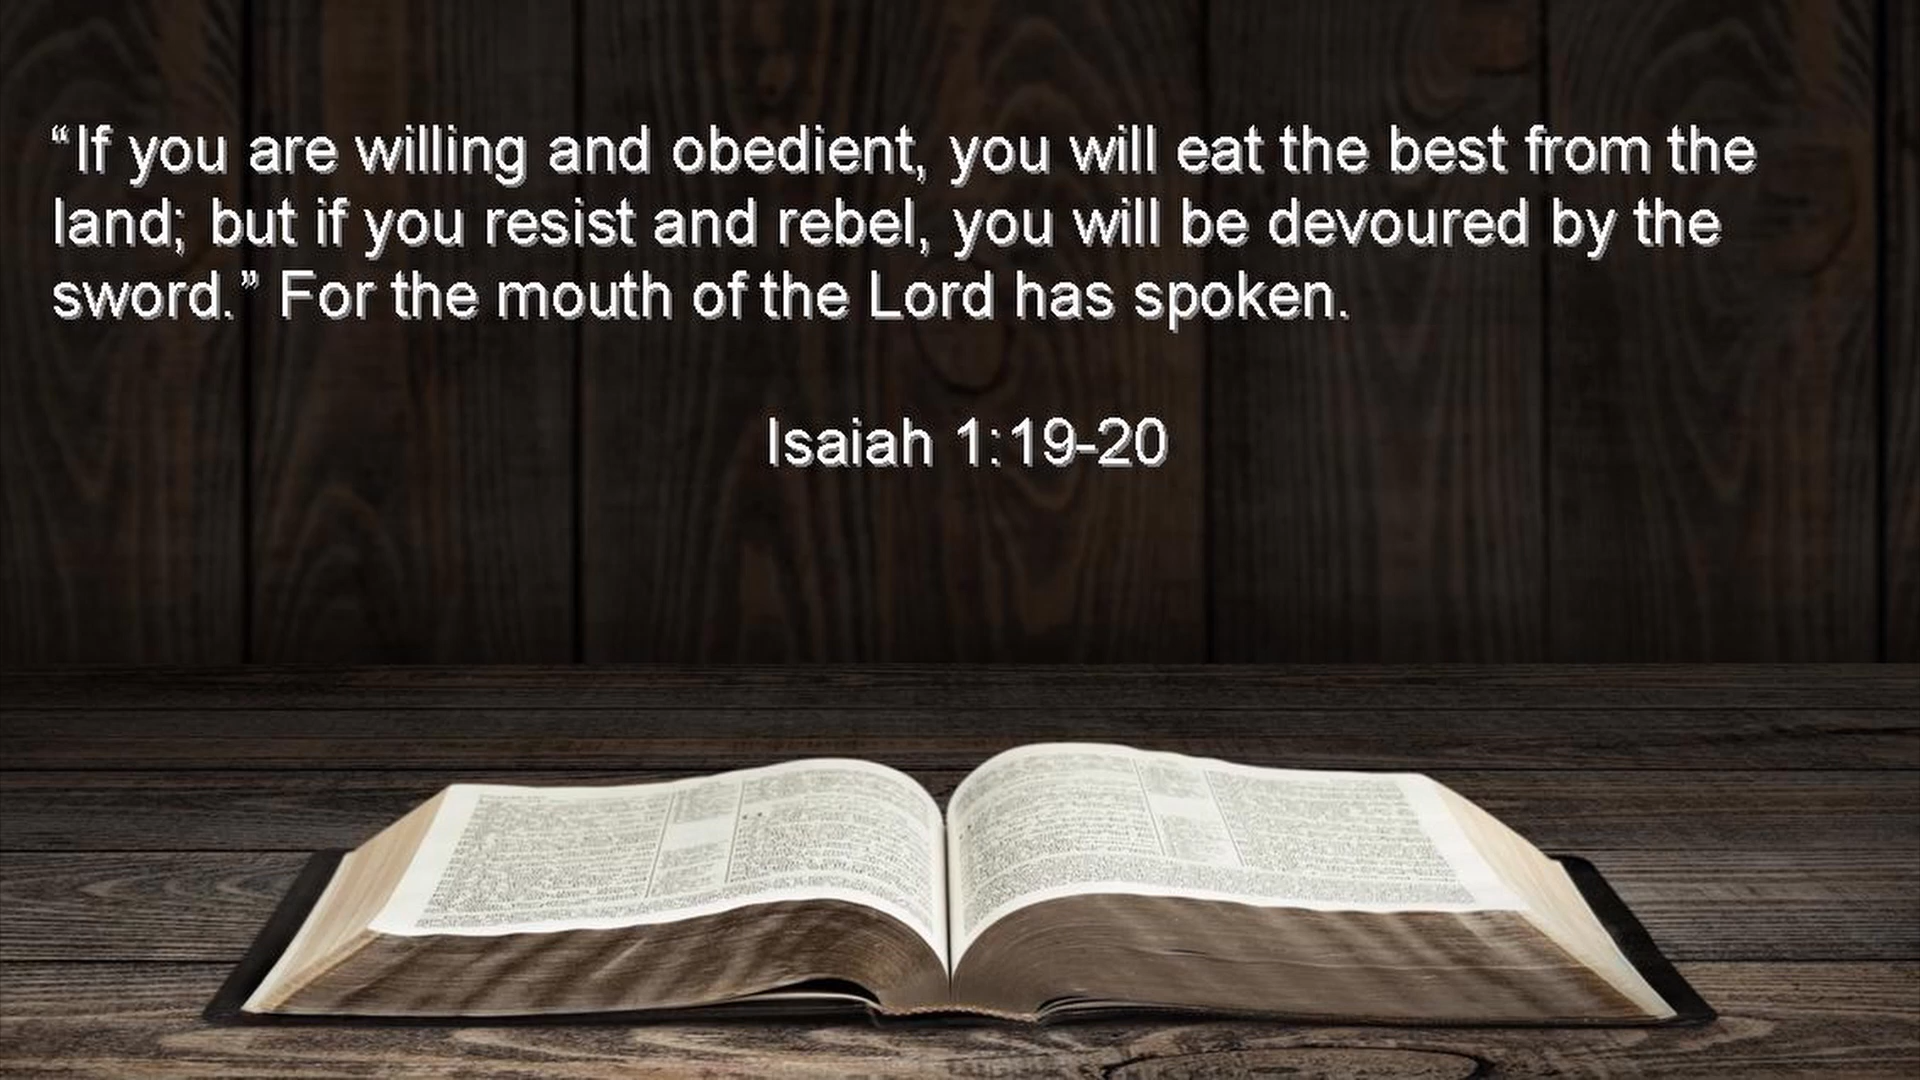 “If you are willing and obedient, you will eat the best from the
land; but if you resist and rebel, you will be devoured by the
sword.” For the mouth of the Lord has spoken.
Isaiah 1:19-20